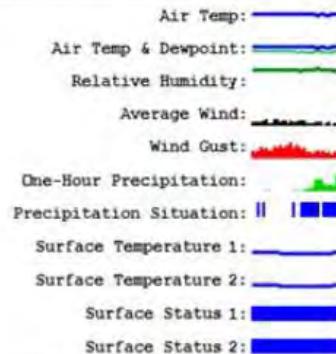 Air Temp:
Air Temp & Dewpoint:
Relative Humidity:
Average Wind:
Wind Gust:
One-Hour Precipitation:
Precipitation Situation:
Surface Temperature 1:
Surface Temperature 2:
Surface Status 1:
Surface Status 2: